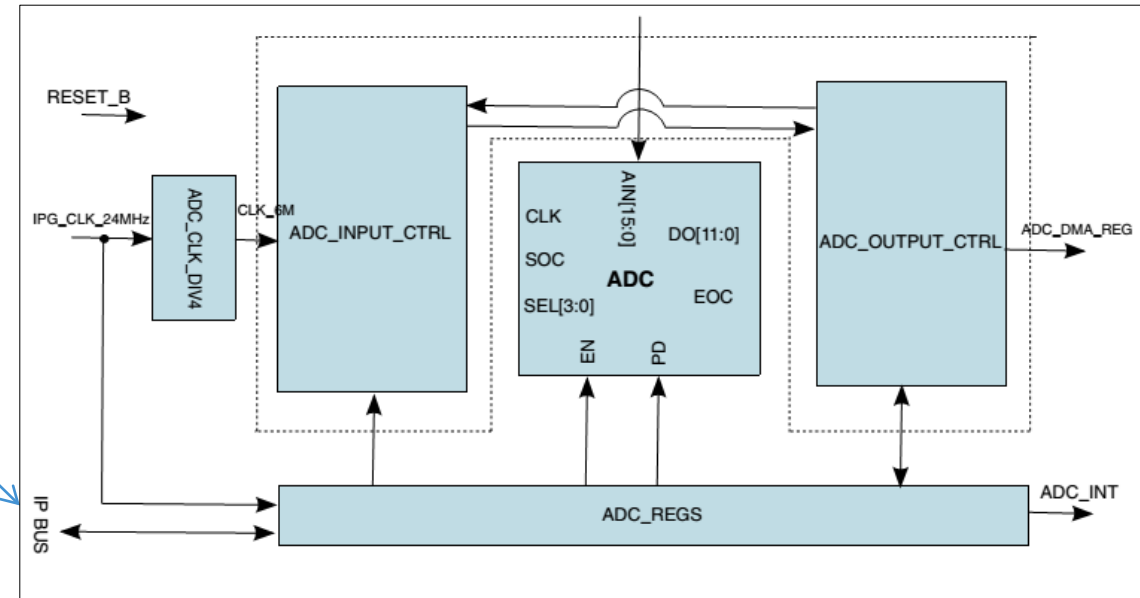 RESET_B
IPG_CLK_24MHz
ADC_CLK_DIV4
CLK_6M
ADC_INPUT_CTRL
AIN[15:0]
CLK
DO[11:0]
SOC
ADC
SEL[3:0]
EOC
EN
PD
ADC_OUTPUT_CTRL
ADC_DMA_REG
IP BUS
ADC_REGS
ADC_INT